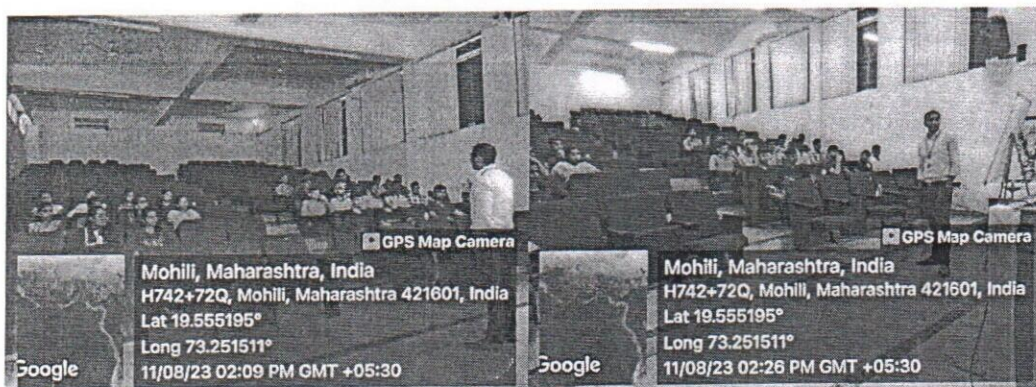 GPS Map Camera
Mohili, Maharashtra, India
H742+72Q, Mohili, Maharashtra 421601, India
Lat 19.555195°
Long 73.251511°
11/08/23 02:09 PM GMT +05:30
Google
GPS Map Camera
Mohili, Maharashtra, India
H742+72Q, Mohili, Maharashtra 421601, India
Lat 19.555195°
Long 73.251511°
11/08/23 02:26 PM GMT +05:30
Google